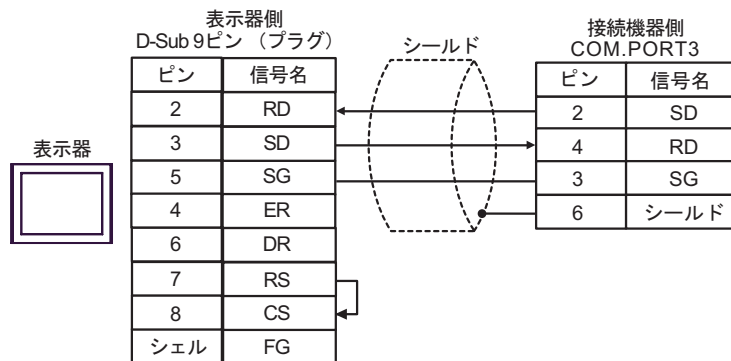 表示器側
D-Sub 9ピン (プラグ)
シールド
接続機器側
COM.PORT3
表示器
ピン 信号名
2 RD
3 SD
5 SG
4 ER
6 DR
7 RS
8 CS
シェル FG
ピン 信号名
2 SD
4 RD
3 SG
6 シールド